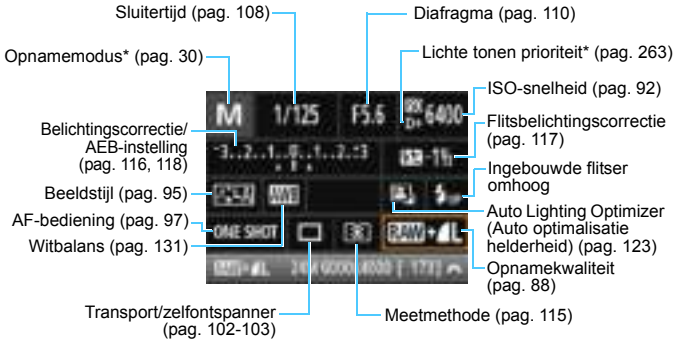 Sluitertijd (pag. 108)
Diafragma (pag. 110)
Opnamemodus* (pag. 30)
Lichte tonen prioriteit* (pag. 263)
ISO-snelheid (pag. 92)
M 1/125 F5.6 ISO D+ 6400
Belichtingscorrectie/
AEB-instelling
(pag. 116, 118)
-3..2..1..0..1..2..+3
Flitsbelichtingscorrectie
(pag. 117)
Ingebouwde flitser
omhoog
Beeldstijl (pag. 95)
AWB
Auto Lighting Optimizer
(Auto optimalisatie
helderheid) (pag. 123)
AF-bediening (pag. 97)
ONE SHOT
RAW+L
Witbalans (pag. 131)
Opnamekwaliteit
(pag. 88)
Transport/zelfontspanner
(pag. 102-103)
Meetmethode (pag. 115)